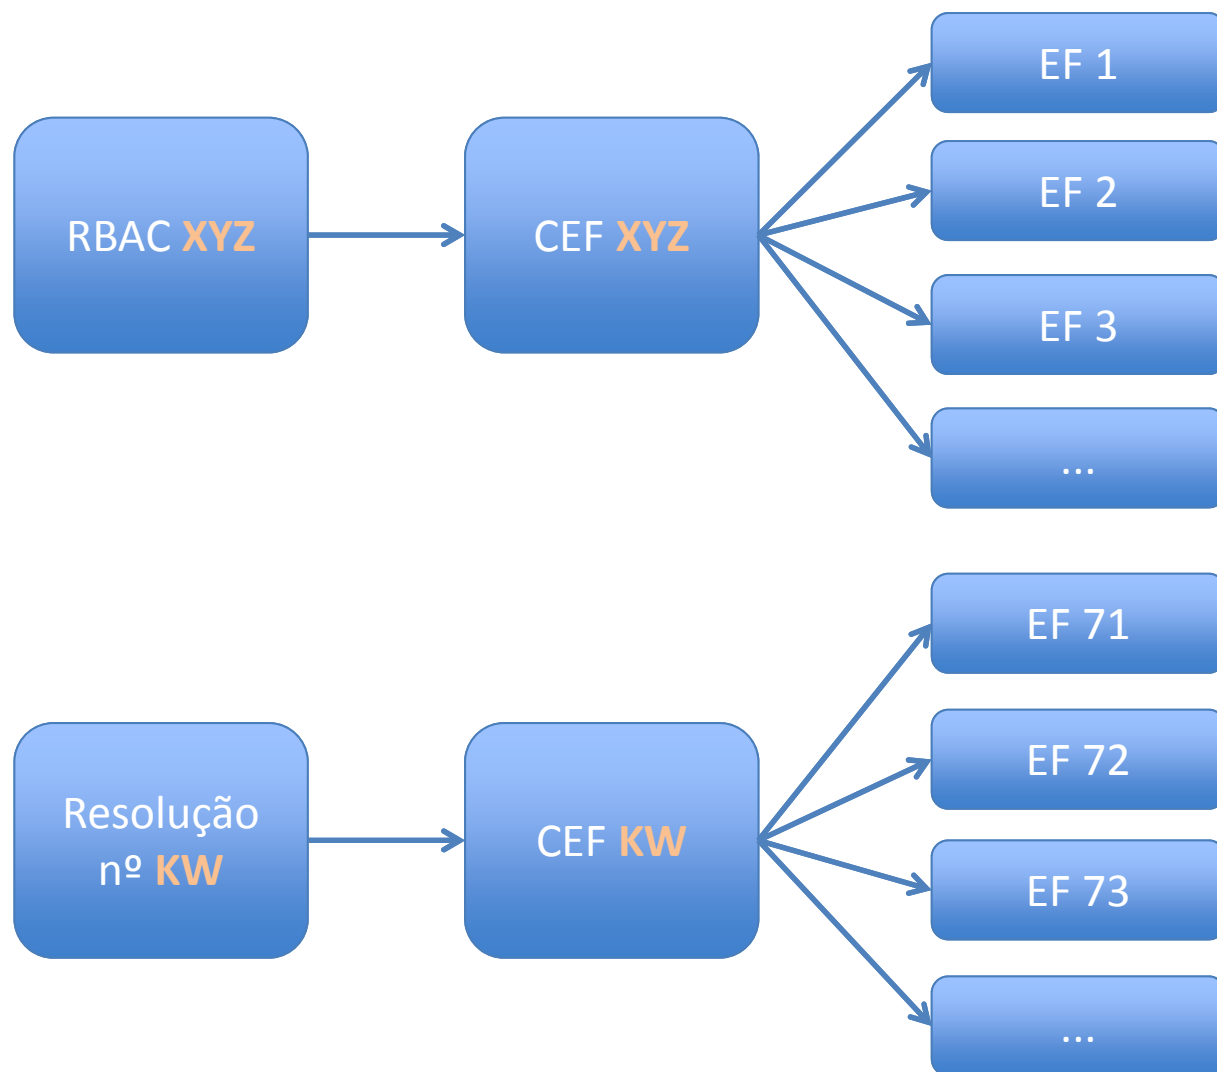 RBAC XYZ
CEF XYZ
EF 1
EF 2
EF 3
...
Resolução
nº KW
CEF KW
EF 71
EF 72
EF 73
...